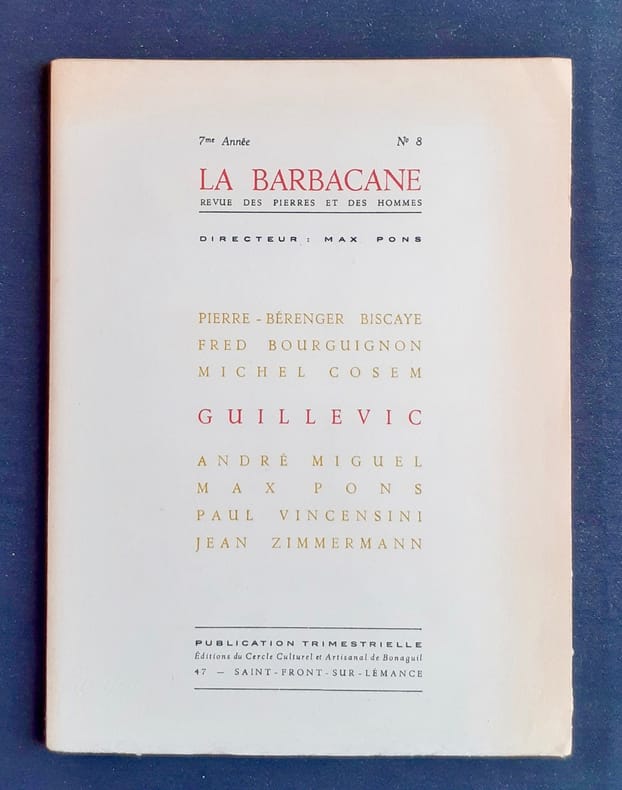 7me Année Nº 8
LA BARBACANE
REVUE DES PIERRES ET DES HOMMES
DIRECTEUR : MAX PONS
PIERRE - BÉRENGER BISCAYE
FRED BOURGUIGNON
MICHEL COSEM
GUILLEVIC
ANDRÉ MIGUEL
MAX PONS
PAUL VINCENSINI
JEAN ZIMMERMANN
PUBLICATION TRIMESTRIELLE
Éditions du Cercle Culturel et Artisanal de Bonaguil
47 — SAINT-FRONT-SUR-LÉMANCE